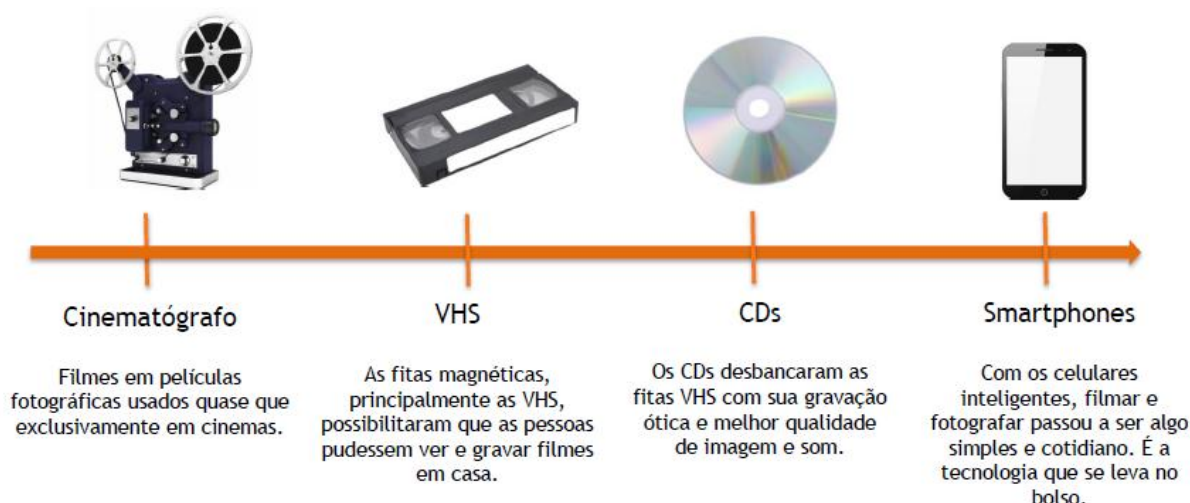 Cinematógrafo
Filmes em películas
fotográficas usados quase que
exclusivamente em cinemas.
VHS
As fitas magnéticas,
principalmente as VHS,
possibilitaram que as pessoas
pudessem ver e gravar filmes
em casa.
CDs
Os CDs desbancaram as
fitas VHS com sua gravação
ótica e melhor qualidade
de imagem e som.
Smartphones
Com os celulares
inteligentes, filmar e
fotografar passou a ser algo
simples e cotidiano. É a
tecnologia que se leva no
bolso.